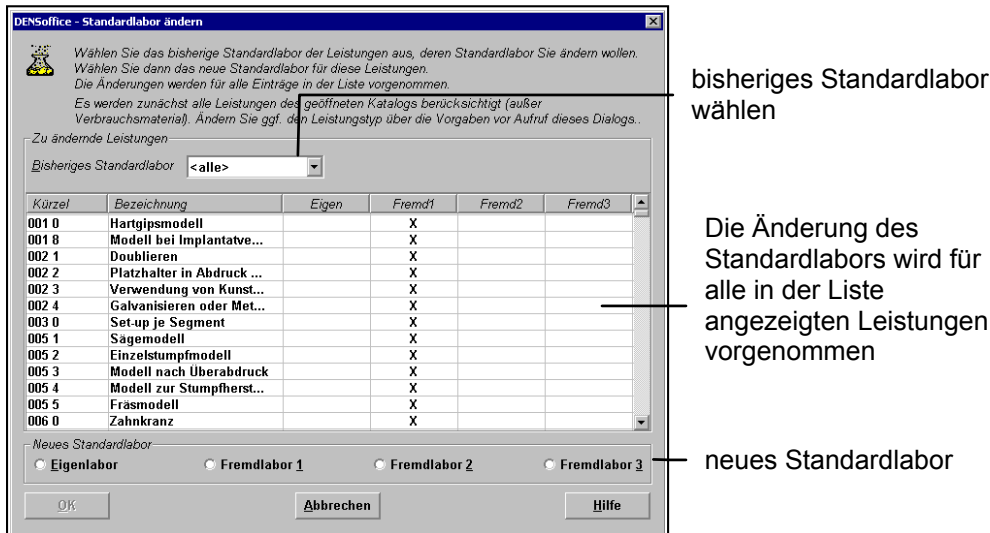 DENSoffice - Standardlabor ändern
Wählen Sie das bisherige Standardlabor der Leistungen aus, deren Standardlabor Sie ändern wollen.
Wählen Sie dann das neue Standardlabor für diese Leistungen.
Die Änderungen werden für alle Einträge in der Liste vorgenommen.
Es werden zunächst alle Leistungen des geöffneten Katalogs berücksichtigt (außer
Verbrauchsmaterial). Ändern Sie ggf. den Leistungstyp über die Vorgaben vor Aufruf dieses Dialogs..
Zu ändernde Leistungen
Bisheriges Standardlabor <alle>
Kürzel Bezeichnung Eigen Fremd1 Fremd2 Fremd3
001 0 Hartgipsmodell X
001 8 Modell bei Implantatve... X
002 1 Doublieren X
002 2 Platzhalter in Abdruck ... X
002 3 Verwendung von Kunst... X
002 4 Galvanisieren oder Met... X
003 0 Set-up je Segment X
005 1 Sägemodell X
005 2 Einzelstumpfmodell X
005 3 Modell nach Überabdruck X
005 4 Modell zur Stumpfherst... X
005 5 Fräsmodell X
006 0 Zahnkranz X
Neues Standardlabor
Eigenlabor Fremdlabor 1 Fremdlabor 2 Fremdlabor 3
OK Abbrechen Hilfe
bisheriges Standardlabor
wählen
Die Änderung des
Standardlabors wird für
alle in der Liste
angezeigten Leistungen
vorgenommen
neues Standardlabor